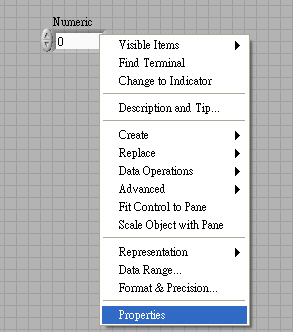 Numeric
0
Visible Items
Find Terminal
Change to Indicator
Description and Tip...
Create
Replace
Data Operations
Advanced
Fit Control to Pane
Scale Object with Pane
Representation
Data Range...
Format & Precision...
Properties